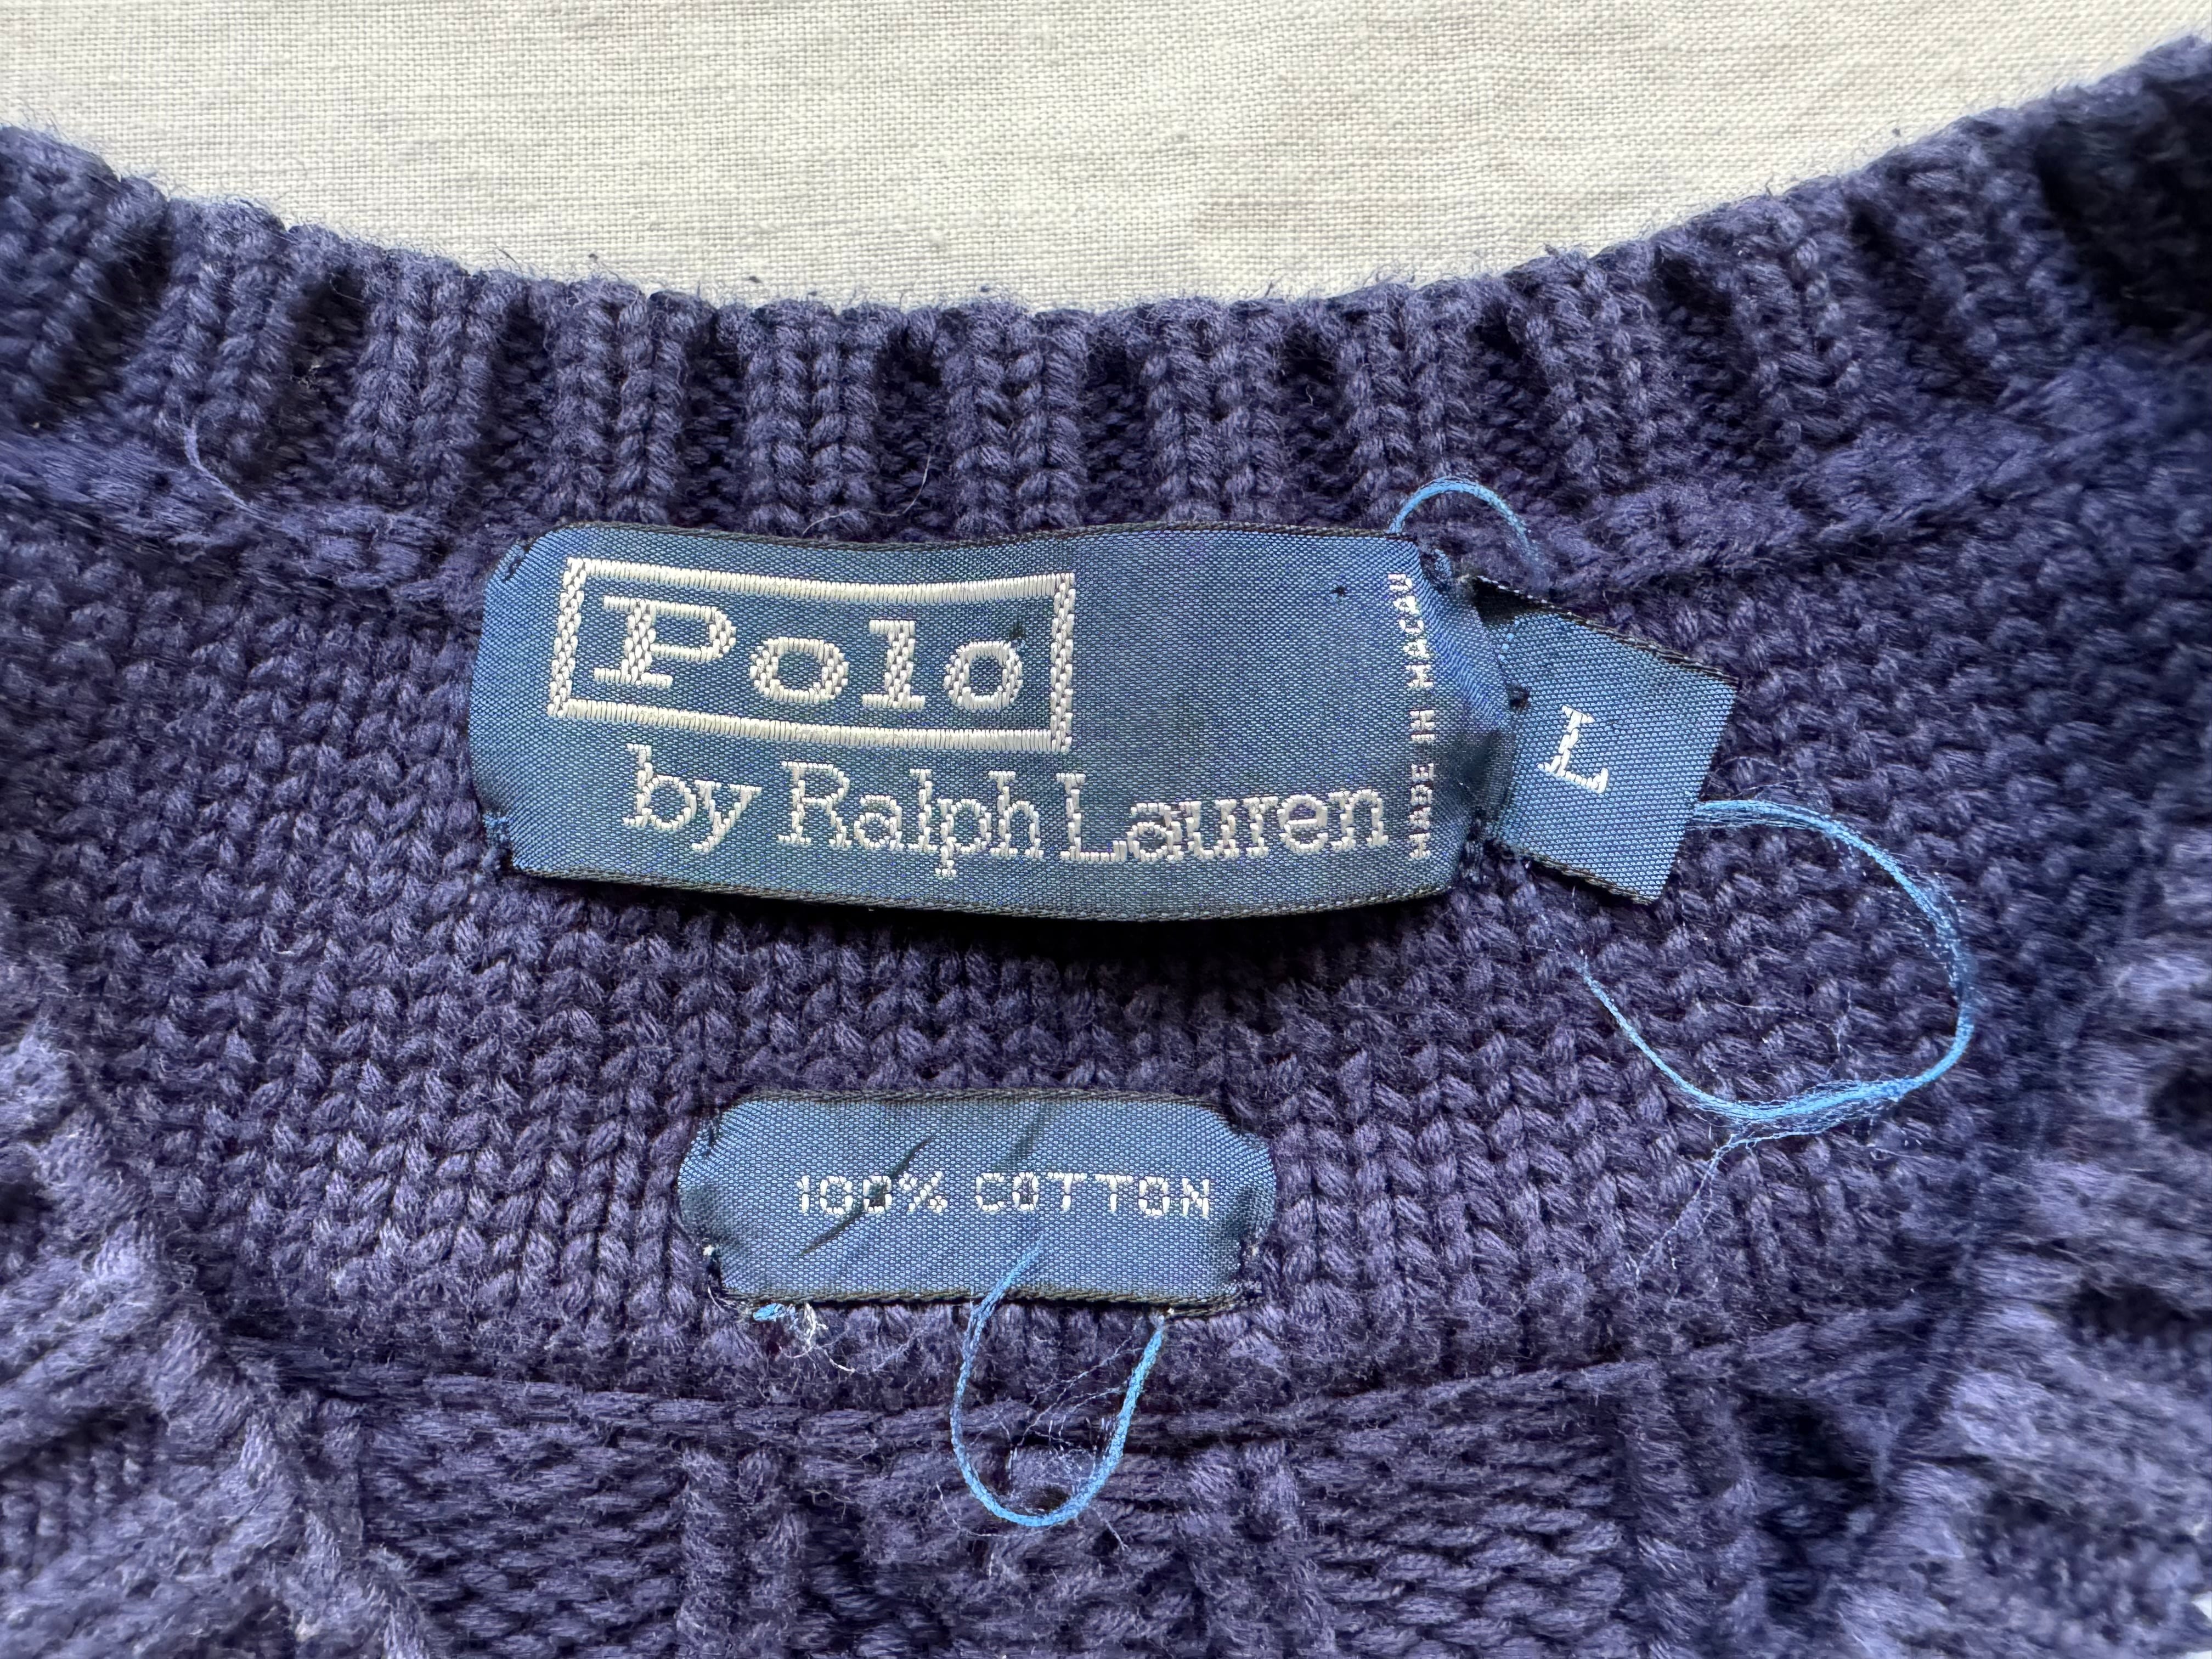 Polo
by Ralph Lauren
MADE IN MACAU
L
100% COTTON